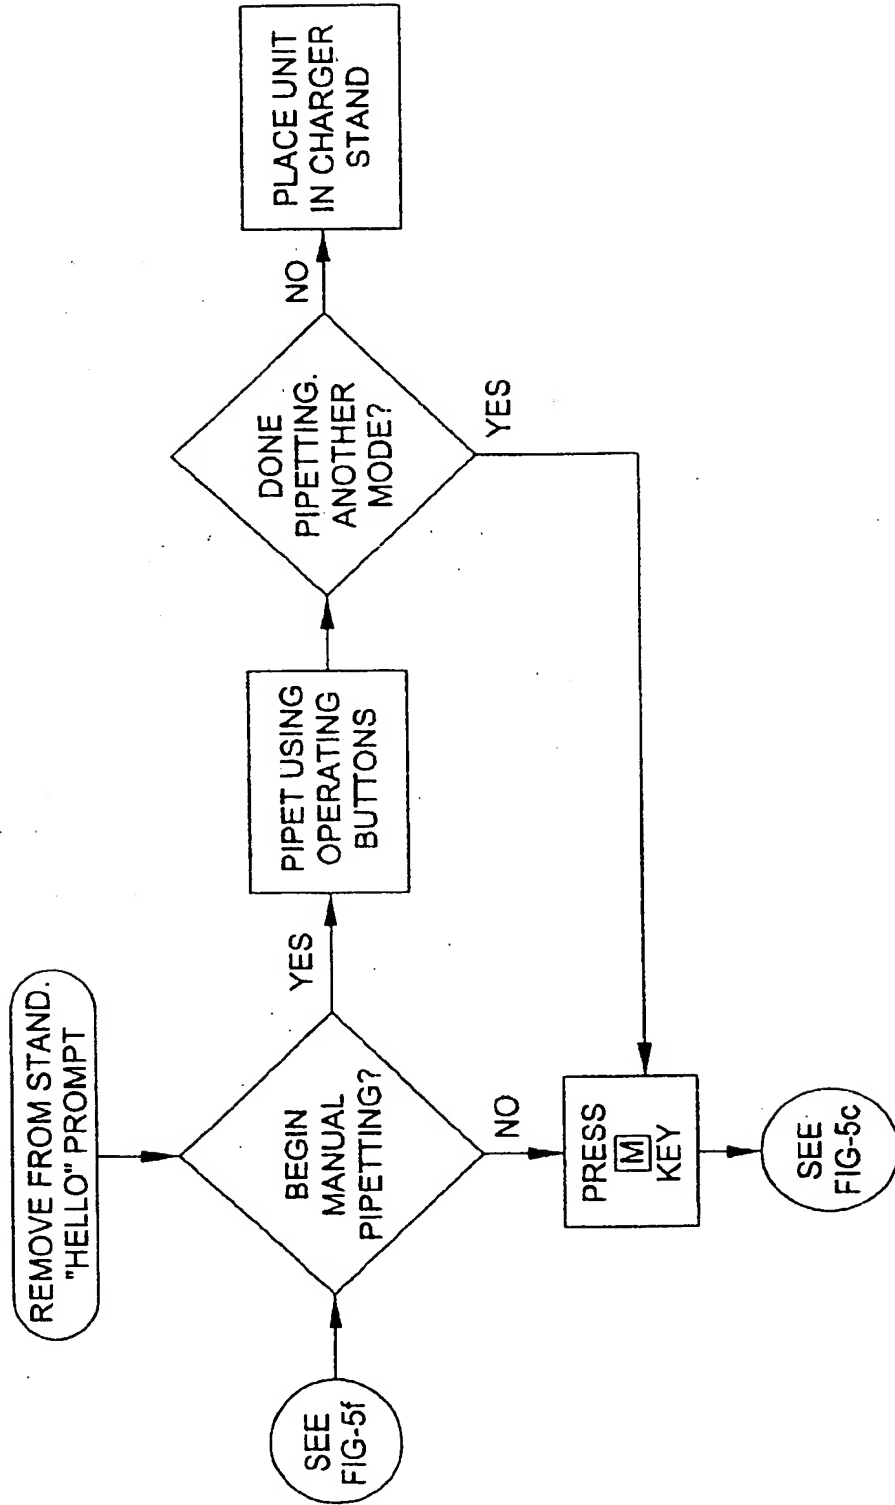 REMOVE FROM STAND.
"HELLO" PROMPT
SEE
FIG-5f
BEGIN
MANUAL
PIPETTING?
YES
PIPET USING
OPERATING
BUTTONS
DONE
PIPETTING.
ANOTHER
MODE?
NO
PLACE UNIT
IN CHARGER
STAND
NO
YES
PRESS
M
KEY
SEE
FIG-5c